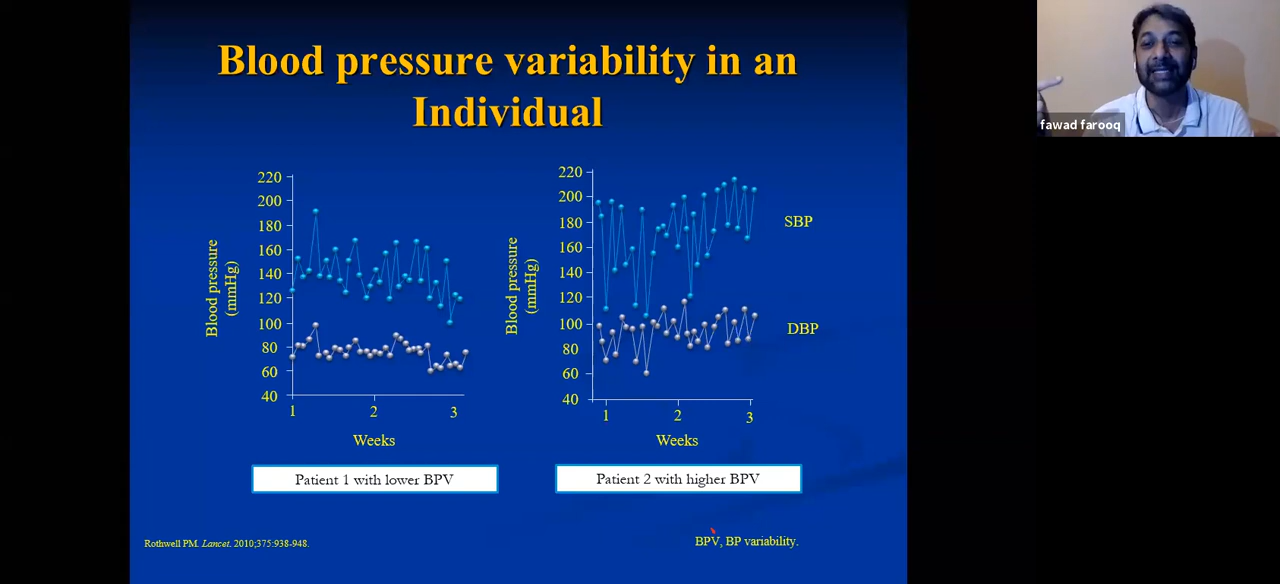 Blood pressure variability in an
Individual
fawad farooq
220
200
180
160
140
120
100
80
60
40
Blood pressure
(mmHg)
1 2 3
Weeks
Patient 1 with lower BPV
220
200
180
160
140
120
100
80
60
40
Blood pressure
(mmHg)
SBP
DBP
1 2 3
Weeks
Patient 2 with higher BPV
Rothwell PM. Lancet. 2010;375:938-948.
BPV, BP variability.